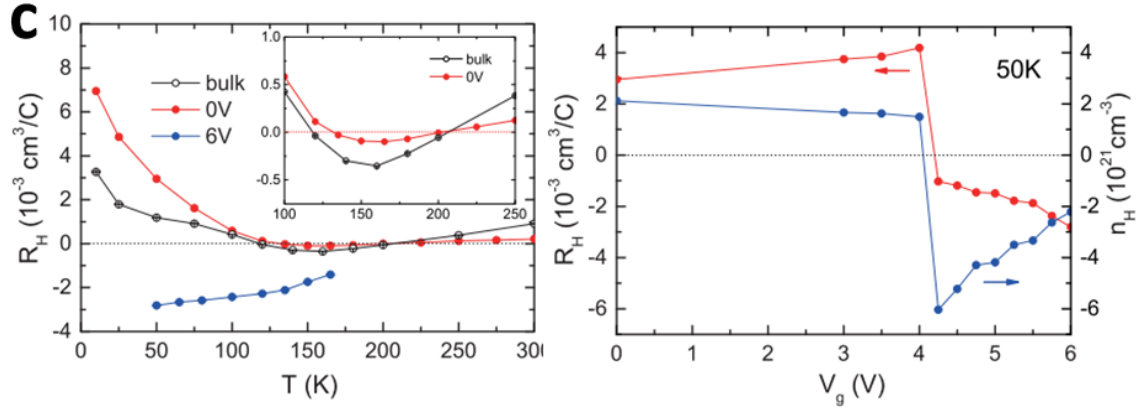 C
10
8
6
4
2
0
-2
-4
R_H (10^-3 cm^3/C)
bulk
0V
6V
1.0
0.5
0.0
-0.5
bulk
0V
100 150 200 250
0 50 100 150 200 250 300
T (K)
4
2
0
-2
-4
-6
R_H (10^-3 cm^3/C)
50K
4
2
0
-2
-4
-6
n_H (10^21 cm^-3)
0 1 2 3 4 5 6
V_g (V)